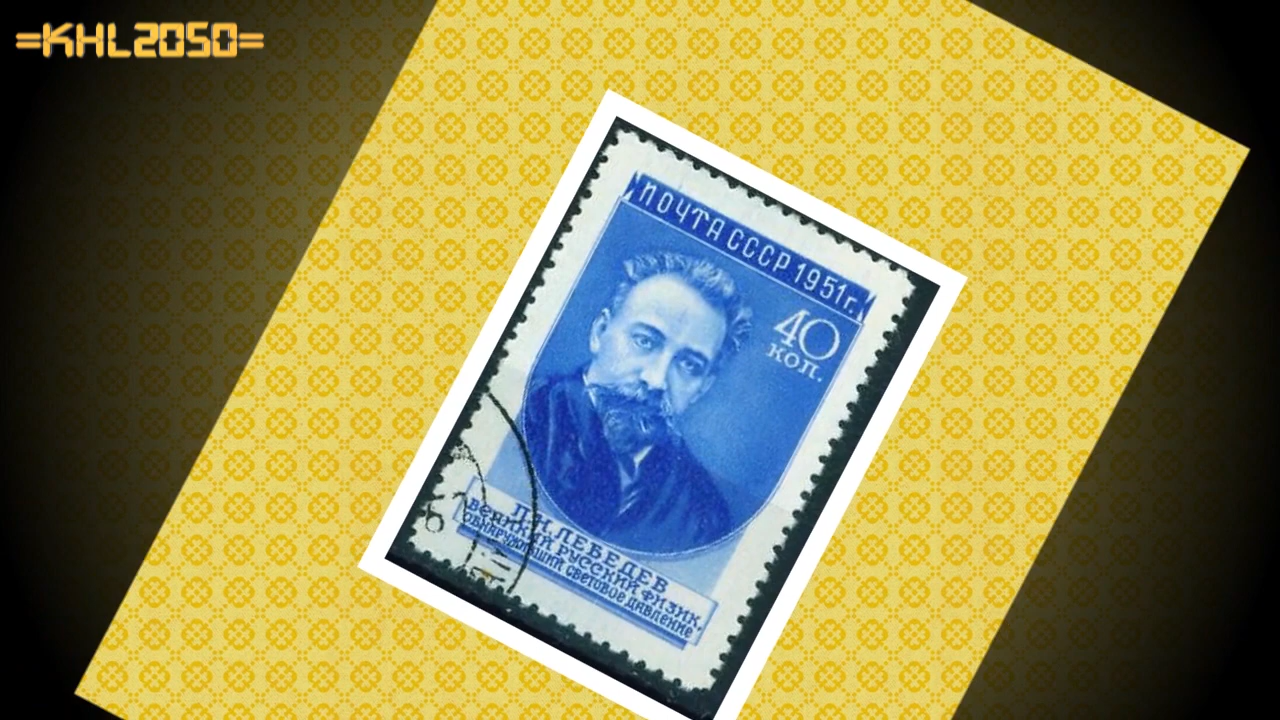 =KHL2050=
ПОЧТА СССР 1951г.
40
коп.
П.Н.ЛЕБЕДЕВ
ВЕЛИКИЙ РУССКИЙ ФИЗИК,
ОБНАРУЖИВШИЙ СВЕТОВОЕ ДАВЛЕНИЕ